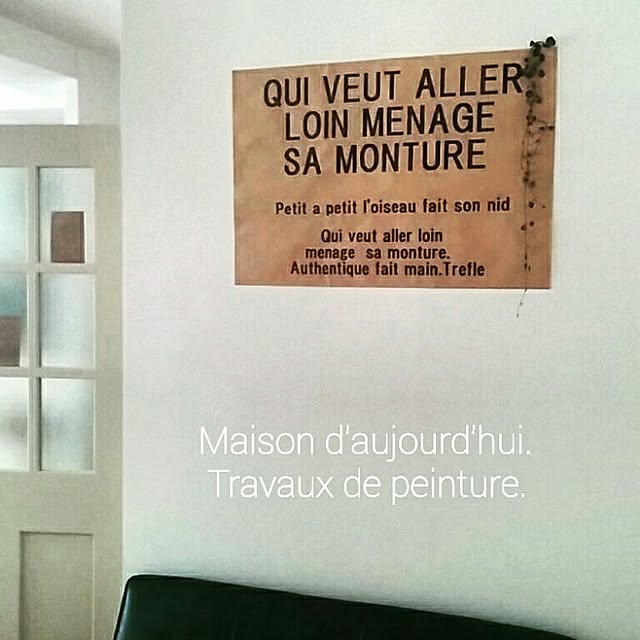 QUI VEUT ALLER
LOIN MENAGE
SA MONTURE
Petit a petit l'oiseau fait son nid
Qui veut aller loin
menage sa monture.
Authentique fait main.Trefle
Maison d'aujourd'hui.
Travaux de peinture.